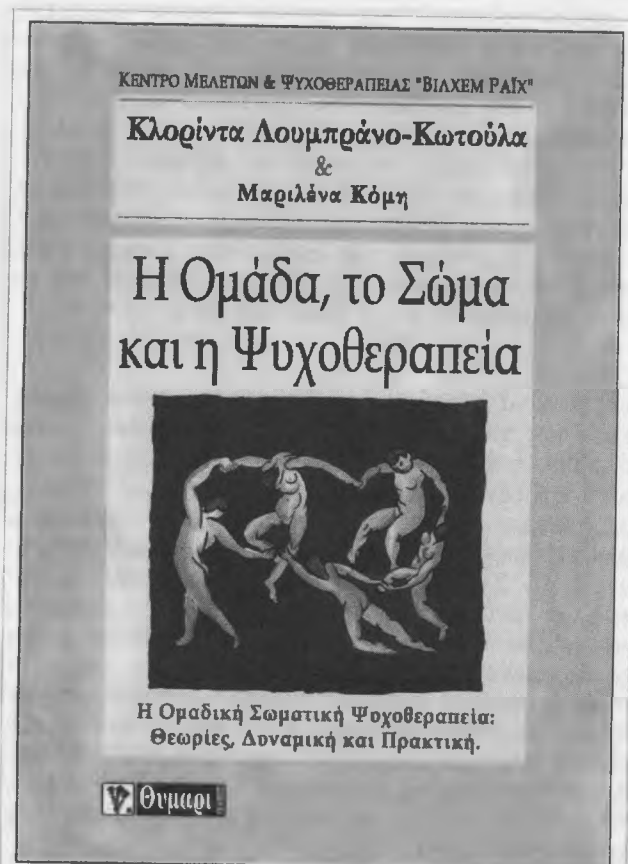 ΚΕΝΤΡΟ ΜΕΛΕΤΩΝ & ΨΥΧΟΘΕΡΑΠΕΙΑΣ "ΒΙΛΧΕΜ ΡΑΪΧ"
Κλορίντα Λουμπράνο-Κωτούλα
&
Μαριλένα Κόμη
Η Ομάδα, το Σώμα
και η Ψυχοθεραπεία
Η Ομαδική Σωματική Ψυχοθεραπεία:
Θεωρίες, Δυναμική και Πρακτική.
Ψ. Θυμαρι